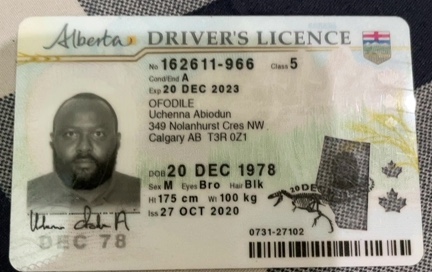 Alberta DRIVER'S LICENCE
No 162611-966 Class 5
Cond/End A
Exp 20 DEC 2023
OFODILE
Uchenna Abiodun
349 Nolanhurst Cres NW
Calgary AB T3R 0Z1
DOB 20 DEC 1978
Sex M Eyes Bro Hair Blk
Ht 175 cm Wt 100 kg
Iss 27 OCT 2020
20 DEC
DEC 78
0731-27102